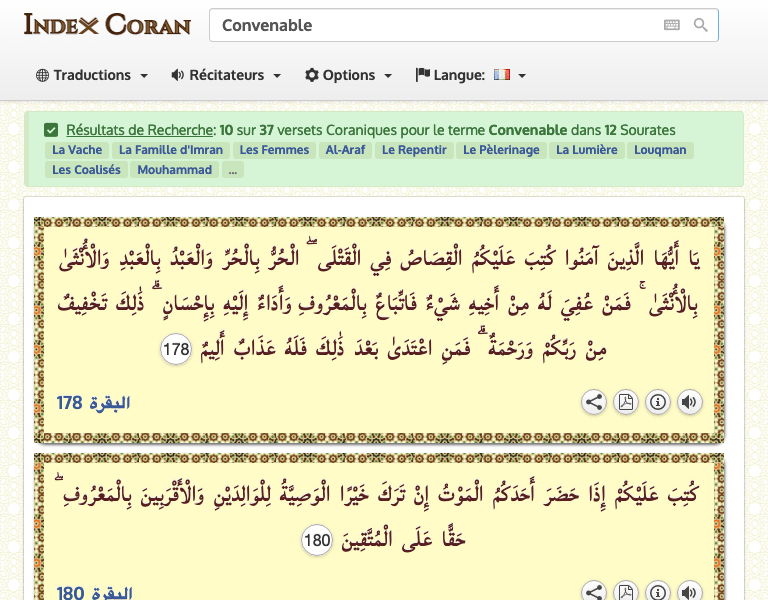 INDEX CORAN
Convenable
Traductions Récitateurs Options Langue:
Résultats de Recherche: 10 sur 37 versets Coraniques pour le terme Convenable dans 12 Sourates
La Vache La Famille d'Imran Les Femmes Al-Araf Le Repentir Le Pèlerinage La Lumière Louqman
Les Coalisés Mouhammad ...
يَا أَيُّهَا الَّذِينَ آمَنُوا كُتِبَ عَلَيْكُمُ الْقِصَاصُ فِي الْقَتْلَى ۖ الْحُرُّ بِالْحُرِّ وَالْعَبْدُ بِالْعَبْدِ وَالْأُنْثَىٰ
بِالْأُنْثَىٰ ۚ فَمَنْ عُفِيَ لَهُ مِنْ أَخِيهِ شَيْءٌ فَاتِّبَاعٌ بِالْمَعْرُوفِ وَأَدَاءٌ إِلَيْهِ بِإِحْسَانٍ ۗ ذَٰلِكَ تَخْفِيفٌ
مِنْ رَبِّكُمْ وَرَحْمَةٌ ۗ فَمَنِ اعْتَدَىٰ بَعْدَ ذَٰلِكَ فَلَهُ عَذَابٌ أَلِيمٌ 178
البقرة 178
كُتِبَ عَلَيْكُمْ إِذَا حَضَرَ أَحَدَكُمُ الْمَوْتُ إِنْ تَرَكَ خَيْرًا الْوَصِيَّةُ لِلْوَالِدَيْنِ وَالْأَقْرَبِينَ بِالْمَعْرُوفِ ۖ
حَقًّا عَلَى الْمُتَّقِينَ 180
البقرة 180